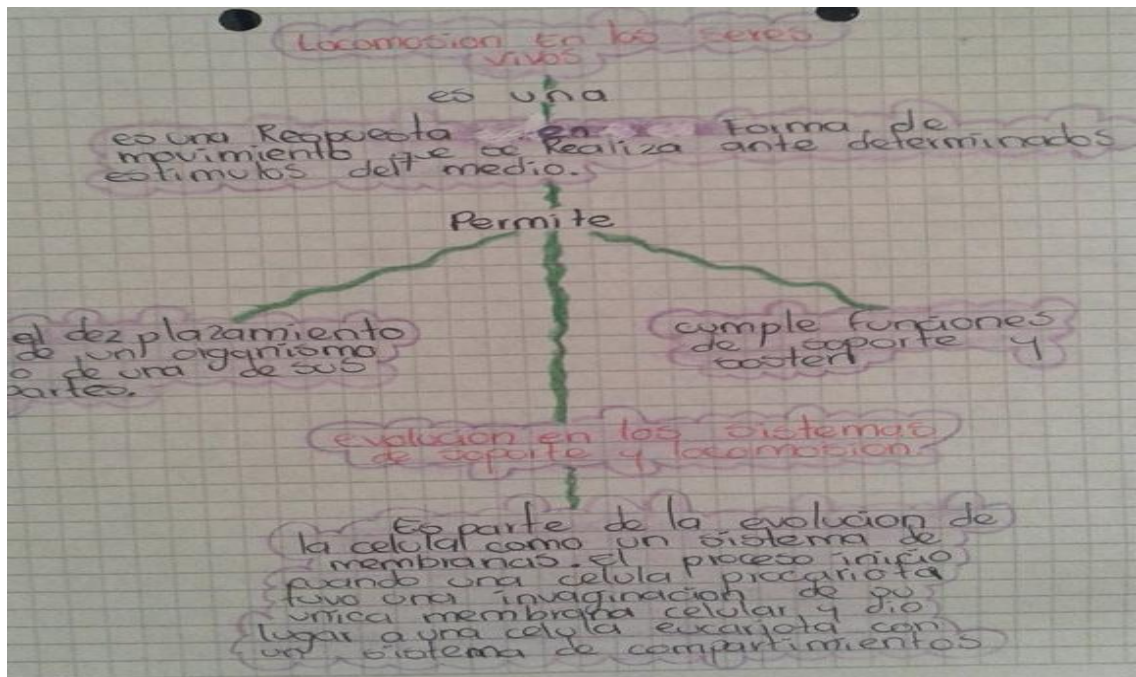 Locomocion En los seres
vivos
es una
es una Respuesta en forma de
movimiento que se Realiza ante determinados
estimulos del medio.
Permite
el dezplazamiento
de un organismo
o de una de sus
partes.
cumple funciones
de soporte y
sosten
evolucion en los sistemas
de soporte y locomocion.
Es parte de la evolucion de
la celula como un sistema de
membranas. El proceso inicio
cuando una celula procariota
tuvo una invaginacion de su
unica membrana celular y dio
lugar a una celula eucariota con
un sistema de compartimientos